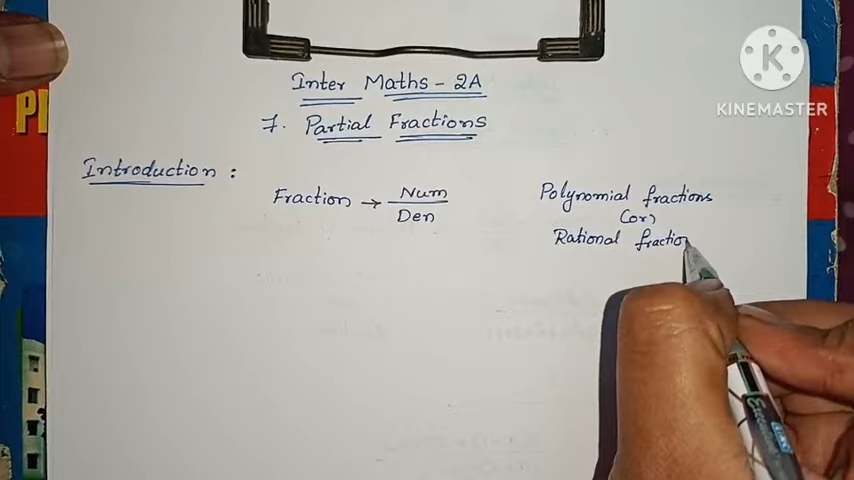 Inter Maths - 2A
7. Partial Fractions
Introduction :
Fraction → Num
Den
Polynomial fractions
(or)
Rational fraction
KINEMASTER